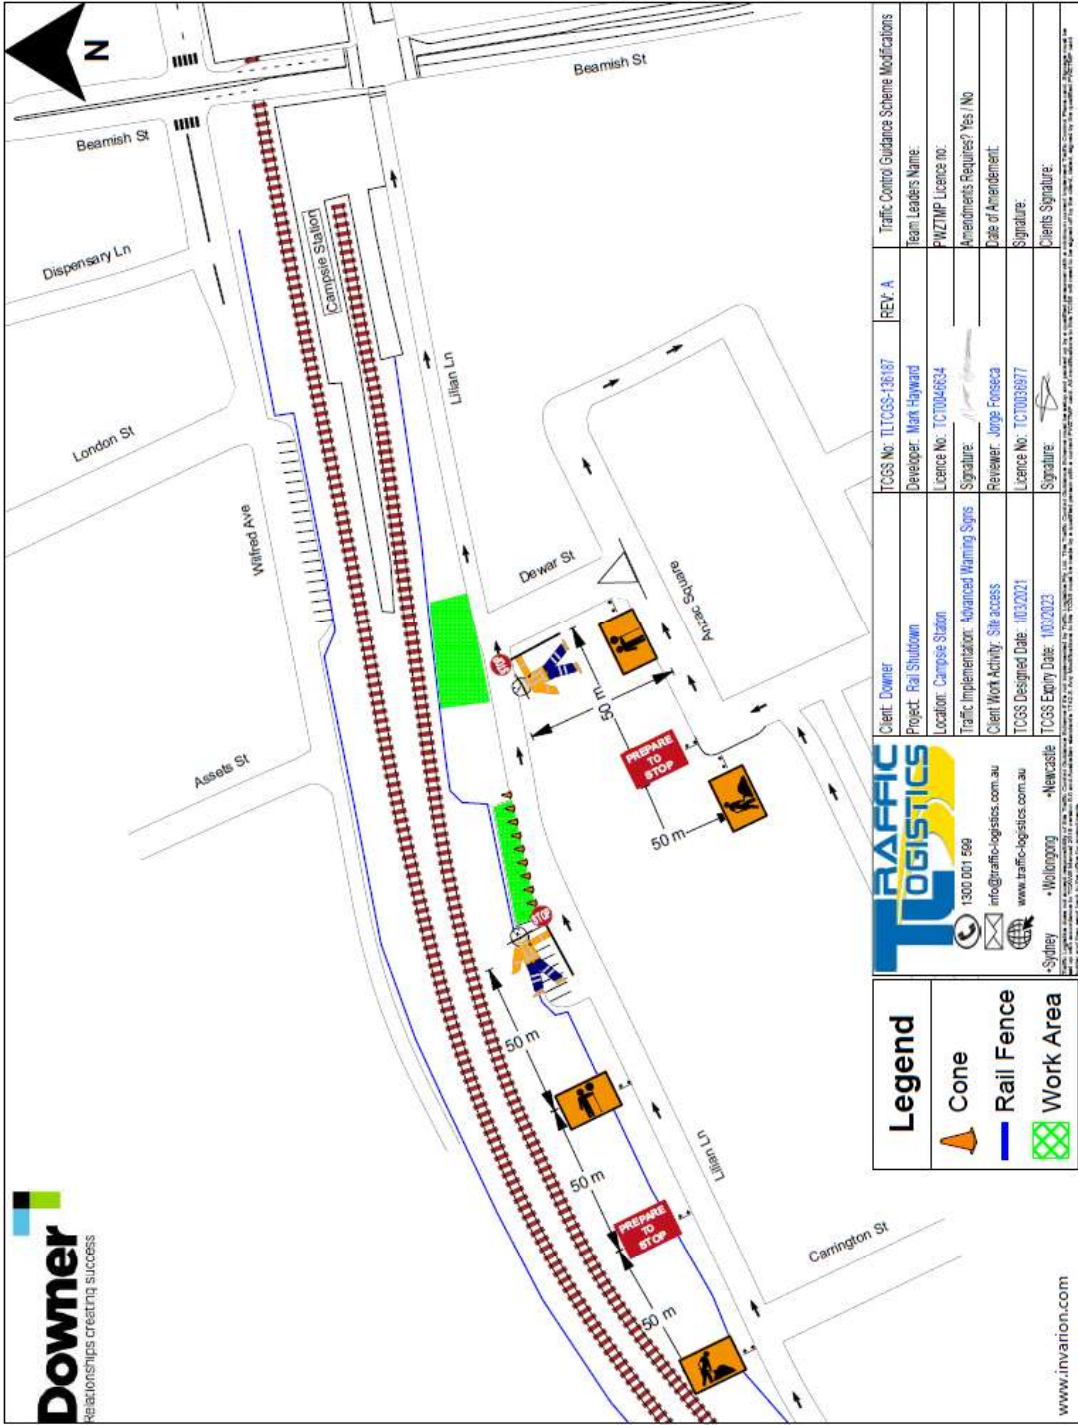 Downer
Relationships creating success
N
Beamish St
Beamish St
Dispensary Ln
London St
Campsie Station
Wilfred Ave
Lilian Ln
Assets St
Dewar St
Anzac Square
STOP
50 m
50 m
PREPARE
TO
STOP
STOP
50 m
50 m
PREPARE
TO
STOP
50 m
Lilian Ln
Carrington St
www.invarion.com
Legend
Cone
Rail Fence
Work Area
TRAFFIC
LOGISTICS
1300 001 599
info@traffic-logistics.com.au
www.traffic-logistics.com.au
•Sydney •Wollongong •Newcastle
Client: Downer
Project: Rail Shutdown
Location: Campsie Station
Traffic Implementation: Advanced Warning Signs
Client Work Activity: Site access
TCGS Designed Date: 1/03/2021
TCGS Expiry Date: 1/03/2023
TCGS No: TLTCGS-136187 REV: A
Developer: Mark Hayward
Licence No: TCT0046634
Signature:
Reviewer: Jorge Fonseca
Licence No: TCT0036977
Signature:
Traffic Control Guidance Scheme Modifications
Team Leaders Name:
PWZTMP Licence no:
Amendments Requires? Yes / No
Date of Amendement:
Signature:
Clients Signature: